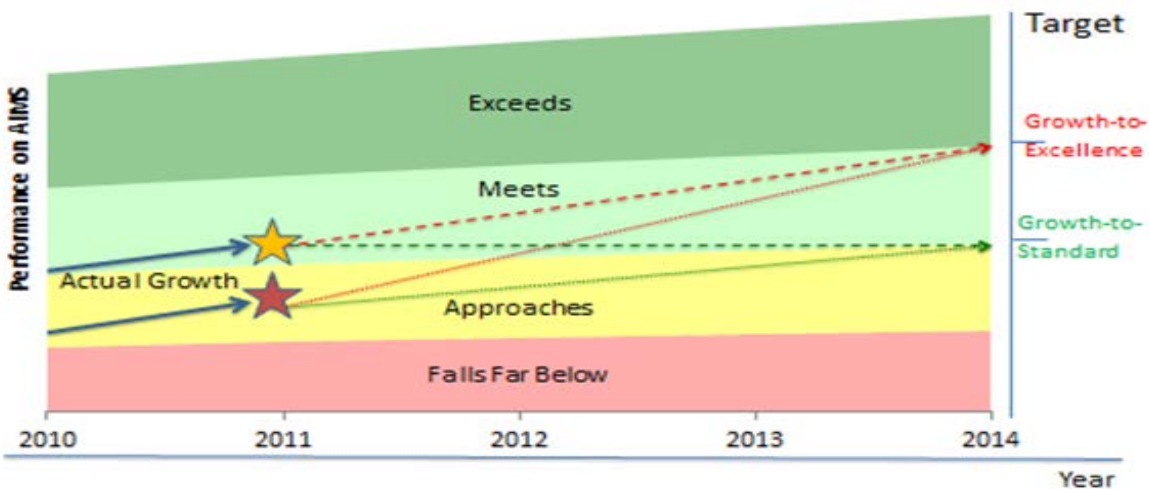 Target
Performance on AIMS
Exceeds
Growth-to-
Excellence
Meets
Growth-to-
Standard
Actual Growth
Approaches
Falls Far Below
2010 2011 2012 2013 2014
Year